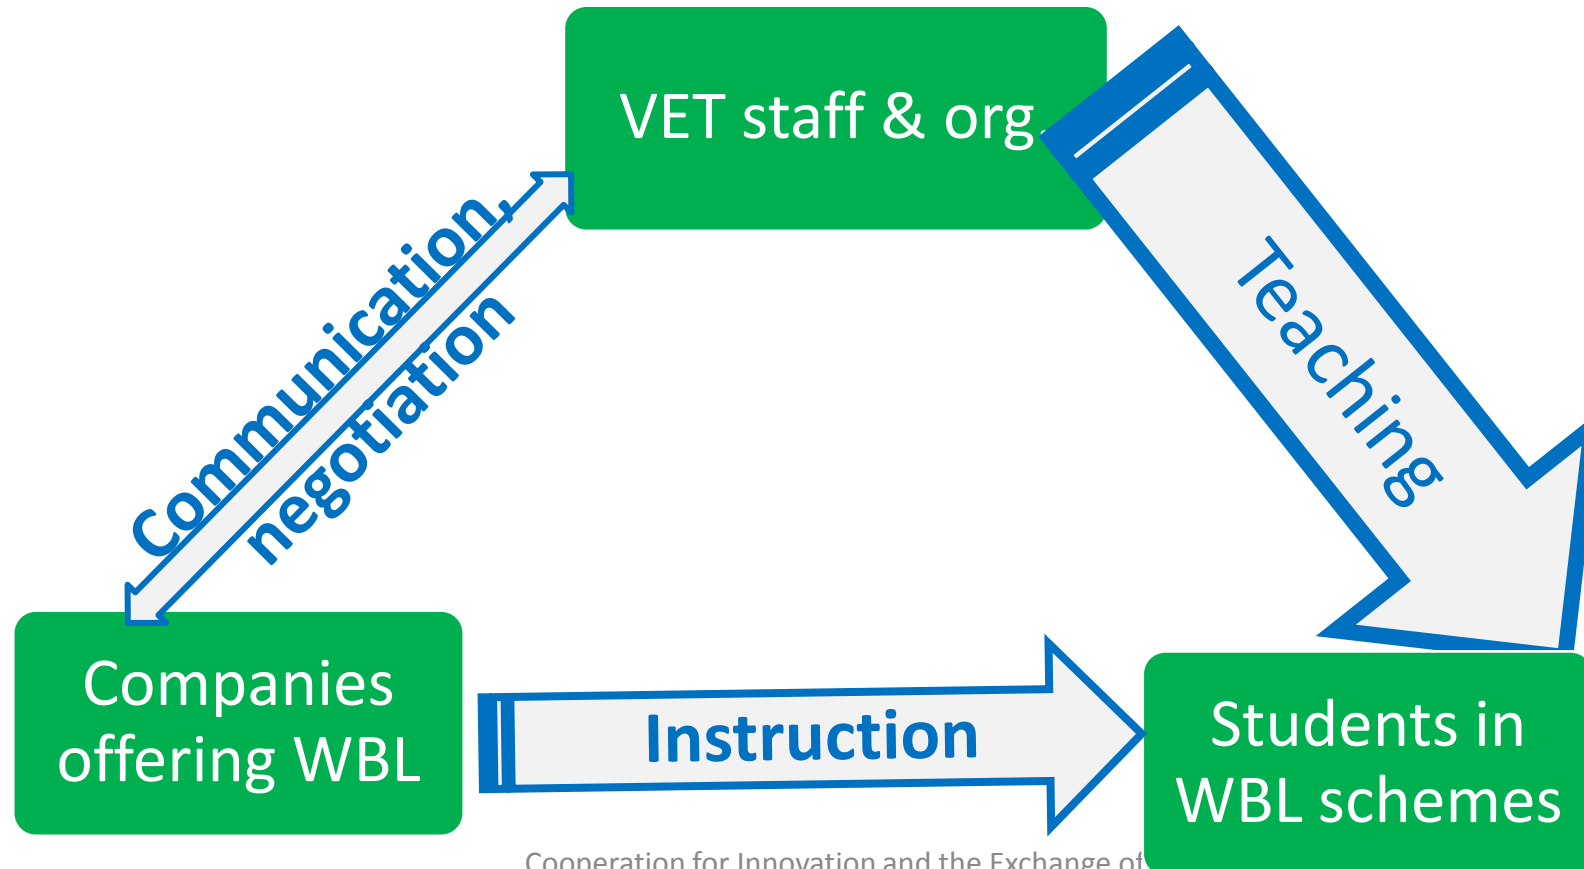 VET staff & org.
Communication,
negotiation
Teaching
Companies
offering WBL
Instruction
Students in
WBL schemes
Cooperation for Innovation and the Exchange of